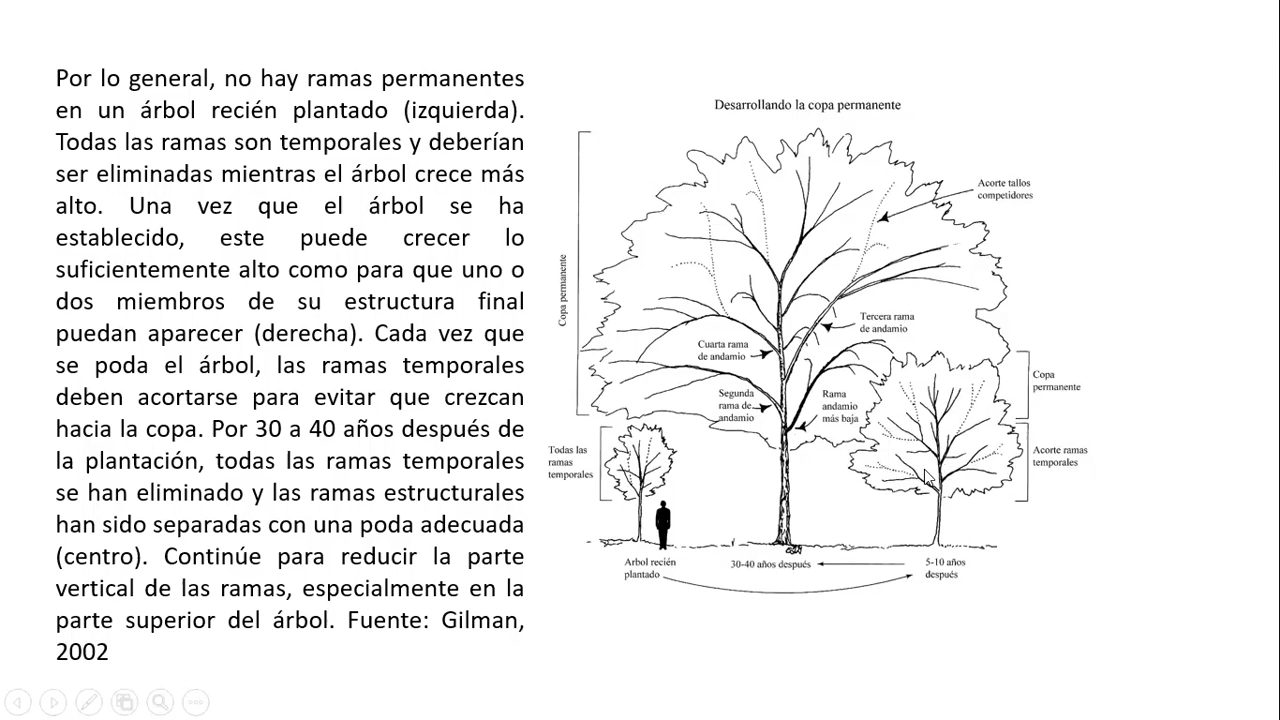 Por lo general, no hay ramas permanentes
en un árbol recién plantado (izquierda).
Todas las ramas son temporales y deberían
ser eliminadas mientras el árbol crece más
alto. Una vez que el árbol se ha
establecido, este puede crecer lo
suficientemente alto como para que uno o
dos miembros de su estructura final
puedan aparecer (derecha). Cada vez que
se poda el árbol, las ramas temporales
deben acortarse para evitar que crezcan
hacia la copa. Por 30 a 40 años después de
la plantación, todas las ramas temporales
se han eliminado y las ramas estructurales
han sido separadas con una poda adecuada
(centro). Continúe para reducir la parte
vertical de las ramas, especialmente en la
parte superior del árbol. Fuente: Gilman,
2002
Desarrollando la copa permanente
Acorte tallos
competidores
Copa permanente
Tercera rama
de andamio
Cuarta rama
de andamio
Segunda
rama de
andamio
Rama
andamio
más baja
Copa
permanente
Todas las
ramas
temporales
Acorte ramas
temporales
Arbol recién
plantado
30-40 años después
5-10 años
después